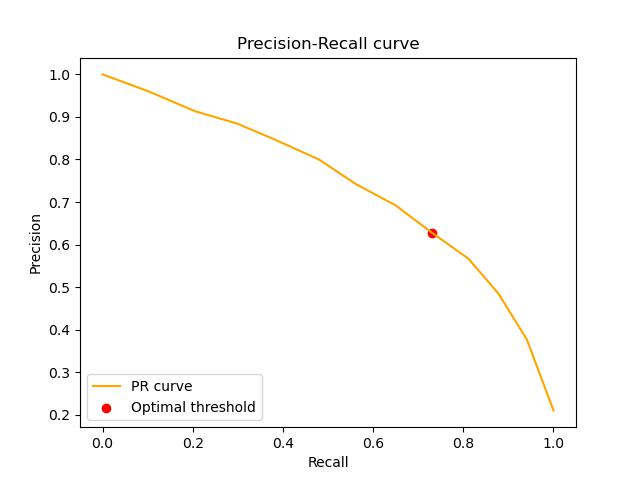 Precision-Recall curve
1.0
0.9
0.8
0.7
0.6
0.5
0.4
0.3
0.2
Precision
PR curve
Optimal threshold
0.0 0.2 0.4 0.6 0.8 1.0
Recall